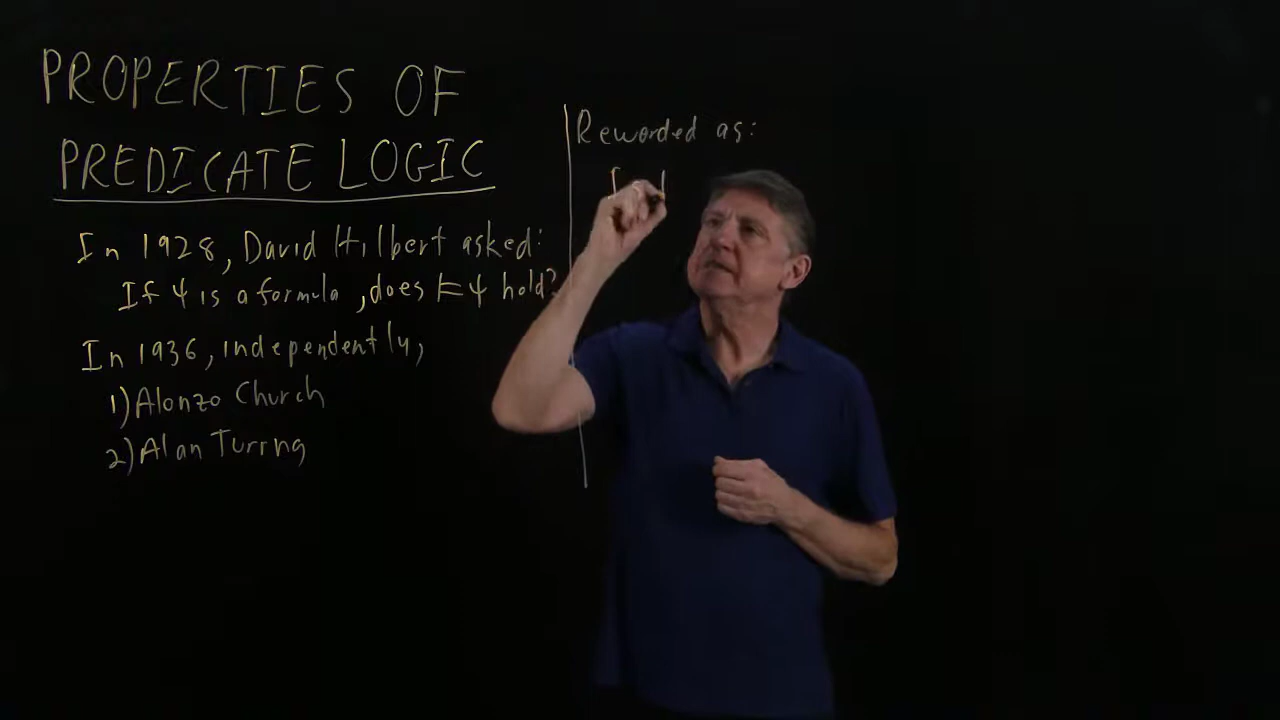 PROPERTIES OF
PREDICATE LOGIC
In 1928, David Hilbert asked:
If ψ is a formula, does ⊨ψ hold?
In 1936, independently,
1) Alonzo Church
2) Alan Turing
Reworded as: